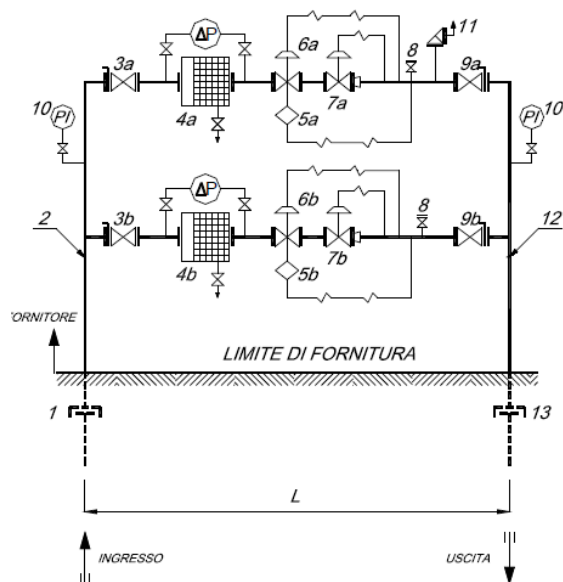 ΔP 6a 8 11
3a 9a
10 PI 4a 5a 7a PI 10
ΔP 6b 8
2 3b 9b 12
4b 5b 7b
ORNITORE
LIMITE DI FORNITURA
1 13
L
INGRESSO USCITA